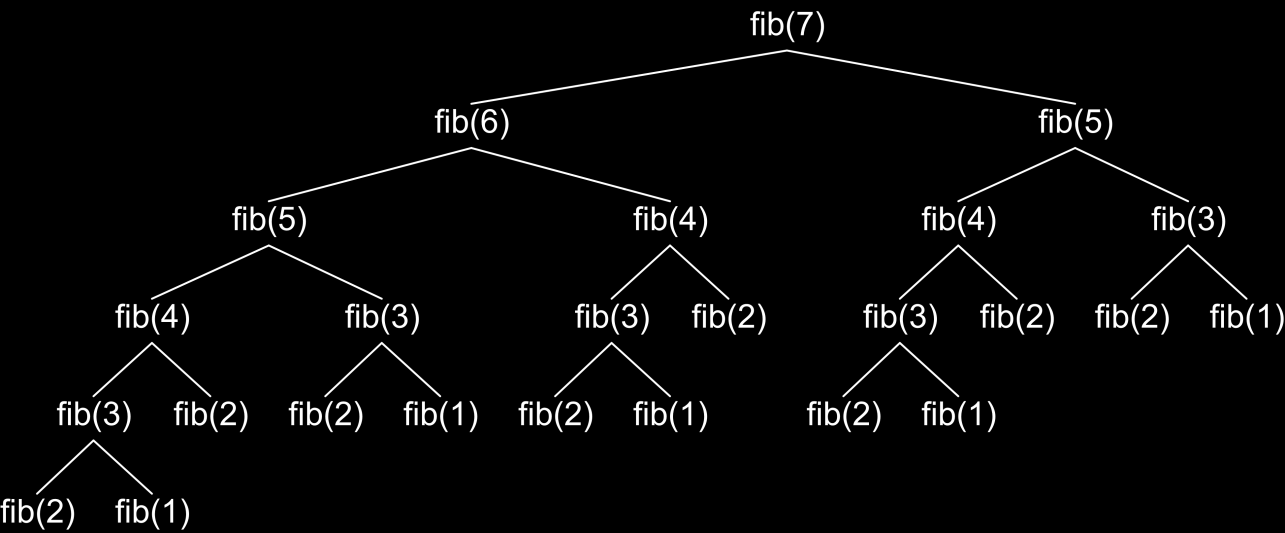 fib(7)
fib(6) fib(5)
fib(5) fib(4) fib(4) fib(3)
fib(4) fib(3) fib(3) fib(2) fib(3) fib(2) fib(2) fib(1)
fib(3) fib(2) fib(2) fib(1) fib(2) fib(1) fib(2) fib(1)
fib(2) fib(1)